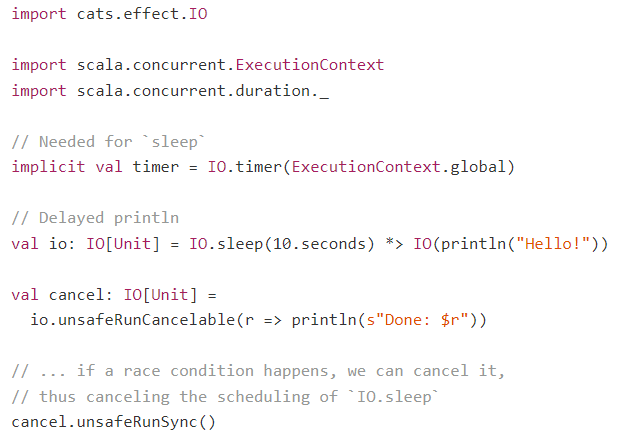 import cats.effect.IO
import scala.concurrent.ExecutionContext
import scala.concurrent.duration._
// Needed for `sleep`
implicit val timer = IO.timer(ExecutionContext.global)
// Delayed println
val io: IO[Unit] = IO.sleep(10.seconds) *> IO(println("Hello!"))
val cancel: IO[Unit] =
  io.unsafeRunCancelable(r => println(s"Done: $r"))
// ... if a race condition happens, we can cancel it,
// thus canceling the scheduling of `IO.sleep`
cancel.unsafeRunSync()